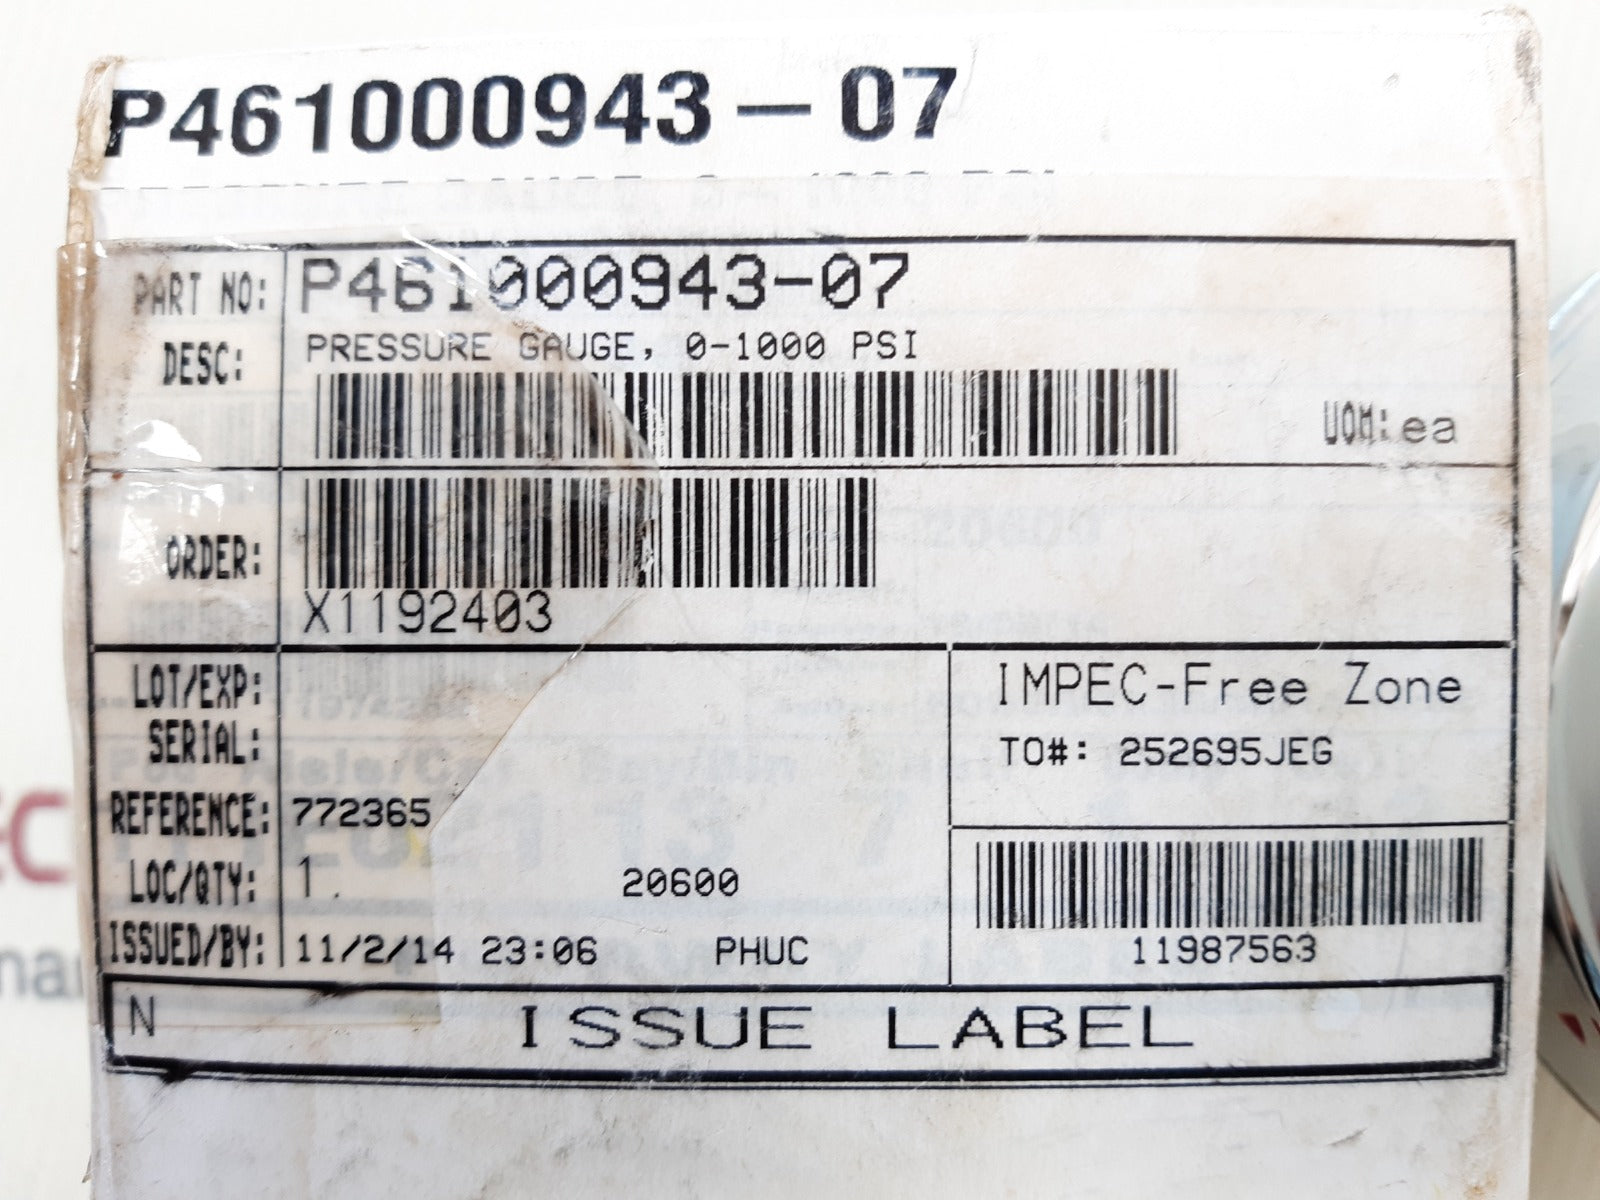 P461000943-07
PART NO: P461000943-07
DESC: PRESSURE GAUGE, 0-1000 PSI
UOM: ea
ORDER:
X1192403
LOT/EXP:
SERIAL:
IMPEC-Free Zone
TO#: 252695JEG
REFERENCE: 772365
LOC/QTY: 1 20600
ISSUED/BY: 11/2/14 23:06 PHUC
11987563
N ISSUE LABEL